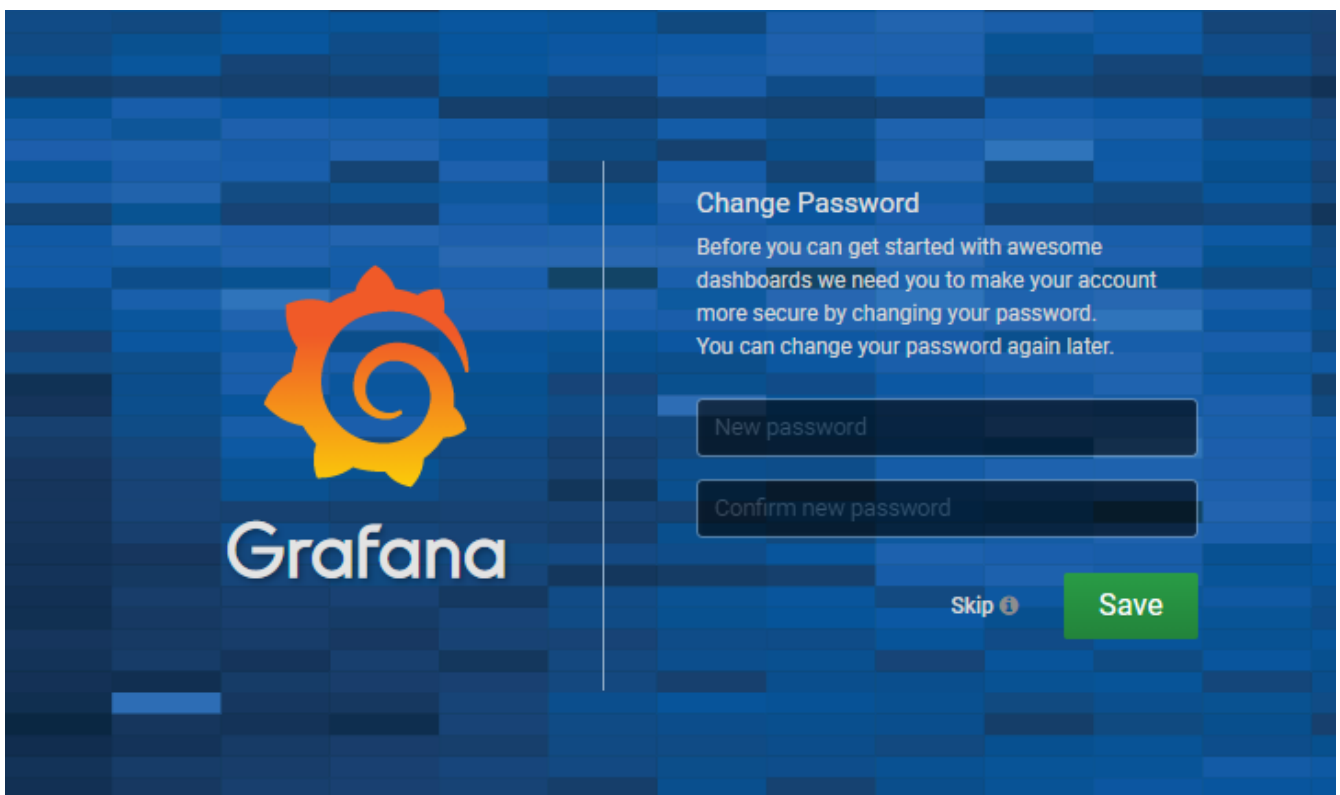 Grafana
Change Password
Before you can get started with awesome
dashboards we need you to make your account
more secure by changing your password.
You can change your password again later.
New password
Confirm new password
Skip
Save